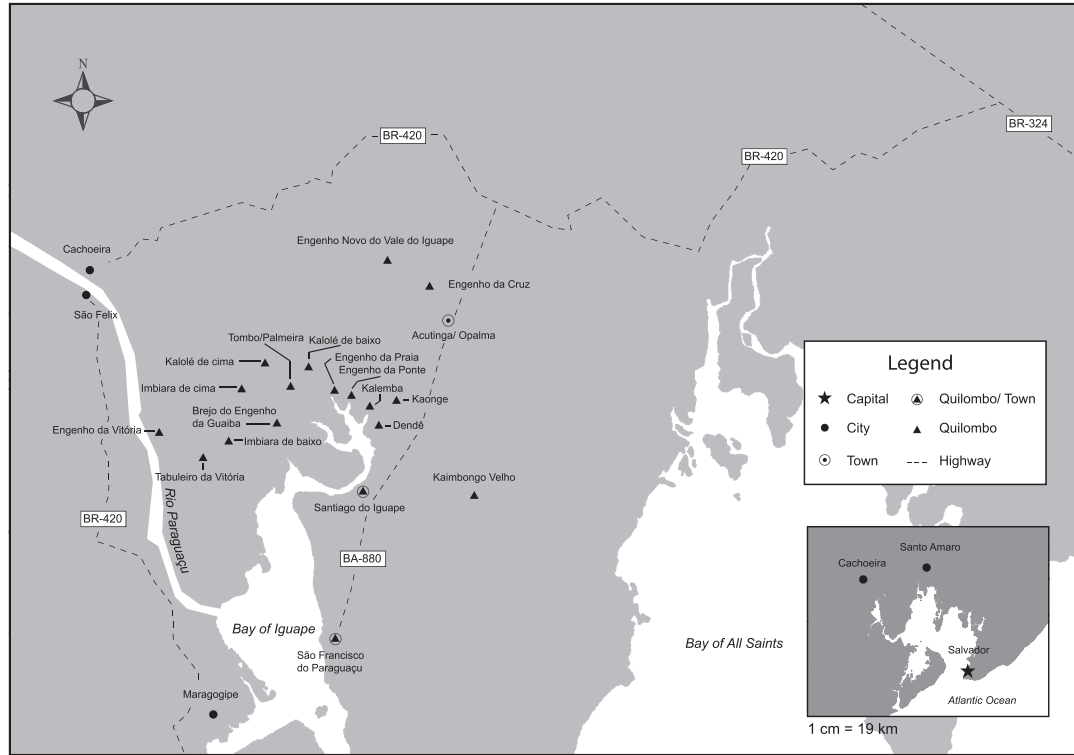 N
BR-420
BR-324
BR-420
Engenho Novo do Vale do Iguape
Cachoeira
Engenho da Cruz
São Felix
Acutinga/ Opalma
Tombo/Palmeira
Kalolé de baixo
Engenho da Praia
Engenho da Ponte
Kalolé de cima
Kalemba
Imbiara de cima
Kaonge
Brejo do Engenho
da Guaiba
Dendê
Engenho da Vitória
Imbiara de baixo
Tabuleiro da Vitória
Kaimbongo Velho
Santiago do Iguape
BR-420
Rio Paraguaçu
BA-880
Bay of Iguape
São Francisco
do Paraguaçu
Maragogipe
Bay of All Saints
Legend
Capital
Quilombo/ Town
City
Quilombo
Town
Highway
Santo Amaro
Cachoeira
Salvador
Atlantic Ocean
1 cm = 19 km